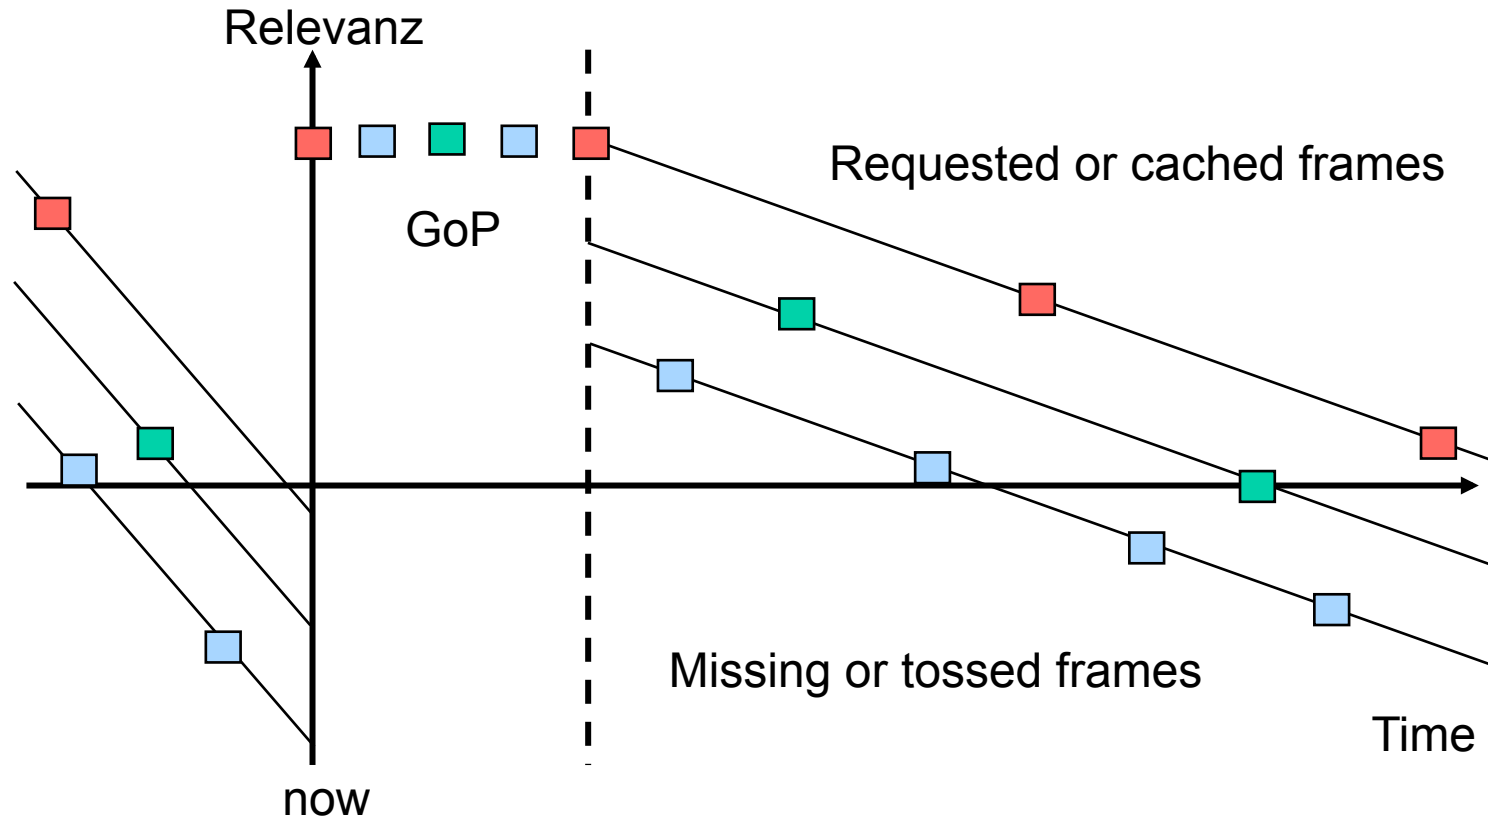 Relevanz
Requested or cached frames
GoP
Missing or tossed frames
Time
now